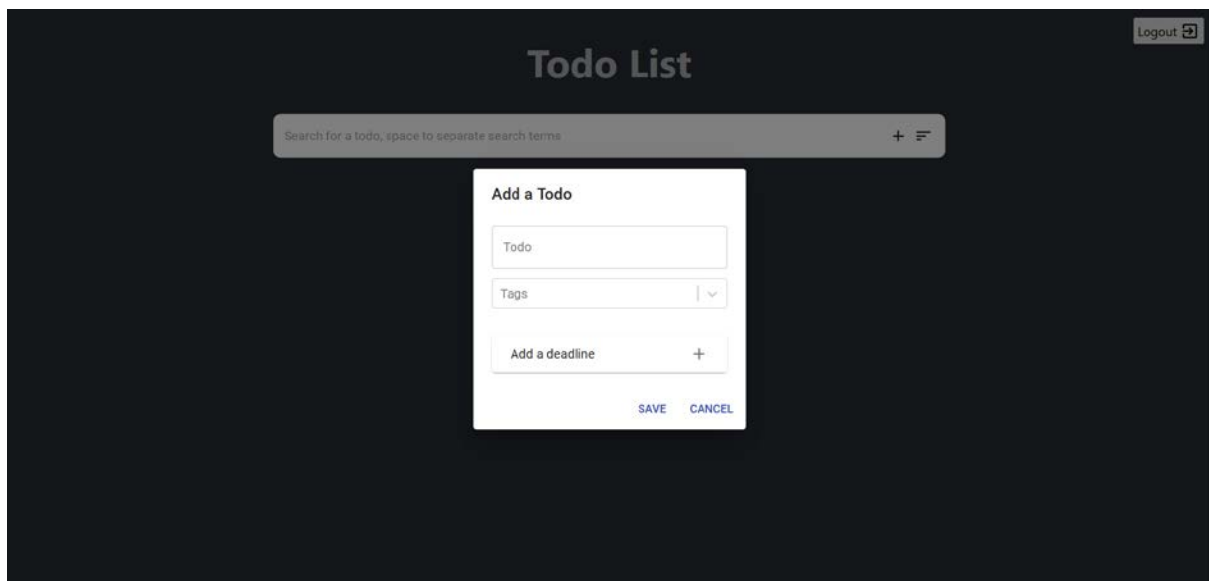 Logout
Todo List
Search for a todo, space to separate search terms
Add a Todo
Todo
Tags
Add a deadline
SAVE CANCEL